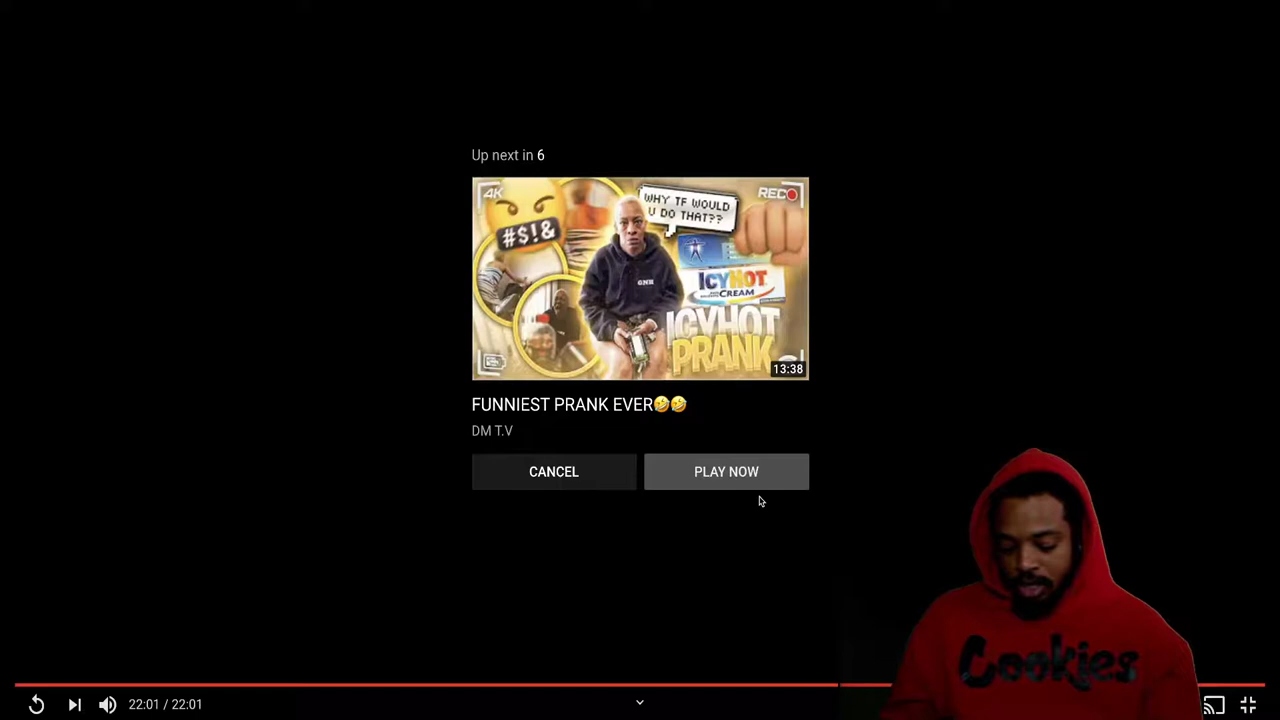 Up next in 6
4K
REC
WHY TF WOULD
U DO THAT??
#$!&
ICYHOT
CREAM
GNH
ICYHOT
PRANK
13:38
FUNNIEST PRANK EVER🤣🤣
DM T.V
CANCEL
PLAY NOW
Cookies
22:01 / 22:01